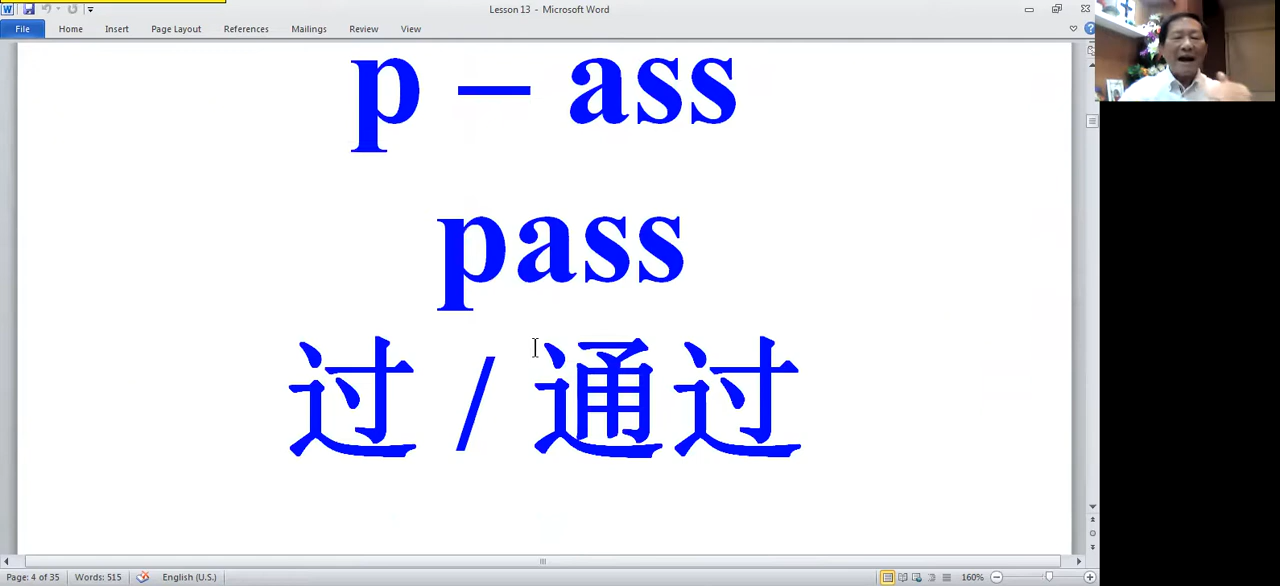 Lesson 13 - Microsoft Word
File Home Insert Page Layout References Mailings Review View
p – ass
pass
过 / 通过
Page: 4 of 35 Words: 515 English (U.S.) 160%